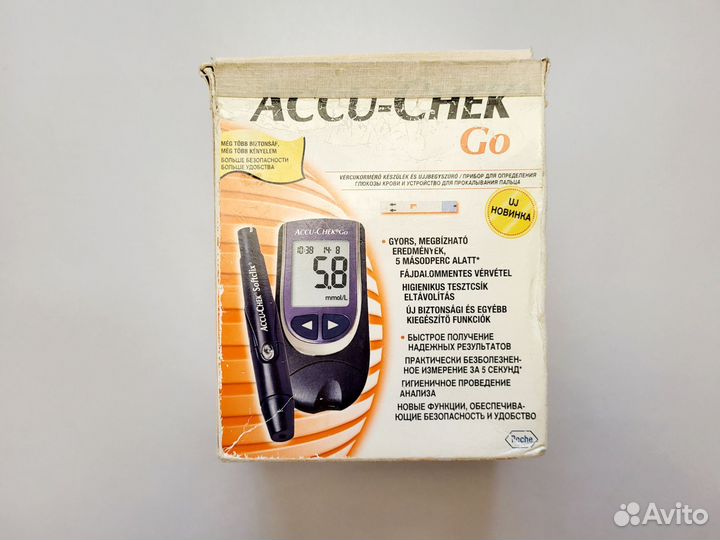 ACCU-CHEK
Go
MÉG TÖBB BIZTONSÁG,
MÉG TÖBB KÉNYELEM
БОЛЬШЕ БЕЗОПАСНОСТИ
БОЛЬШЕ УДОБСТВА
VÉRCUKORMÉRŐ KÉSZÜLÉK ÉS UJJBEGYSZÚRÓ / ПРИБОР ДЛЯ ОПРЕДЕЛЕНИЯ
ГЛЮКОЗЫ КРОВИ И УСТРОЙСТВО ДЛЯ ПРОКАЛЫВАНИЯ ПАЛЬЦА
ÚJ
НОВИНКА
ACCU-CHEK® Go
10:38 14-8
5.8
mmol/L
ACCU-CHEK® Softclix®
• GYORS, MEGBÍZHATÓ
EREDMÉNYEK,
5 MÁSODPERC ALATT*
FÁJDALOMMENTES VÉRVÉTEL
HIGIENIKUS TESZTCSÍK
ELTÁVOLÍTÁS
ÚJ BIZTONSÁGI ÉS EGYÉBB
KIEGÉSZÍTŐ FUNKCIÓK
• БЫСТРОЕ ПОЛУЧЕНИЕ
НАДЕЖНЫХ РЕЗУЛЬТАТОВ
ПРАКТИЧЕСКИ БЕЗБОЛЕЗНЕН-
НОЕ ИЗМЕРЕНИЕ ЗА 5 СЕКУНД*
ГИГИЕНИЧНОЕ ПРОВЕДЕНИЕ
АНАЛИЗА
НОВЫЕ ФУНКЦИИ, ОБЕСПЕЧИВА-
ЮЩИЕ БЕЗОПАСНОСТЬ И УДОБСТВО
Roche
Avito